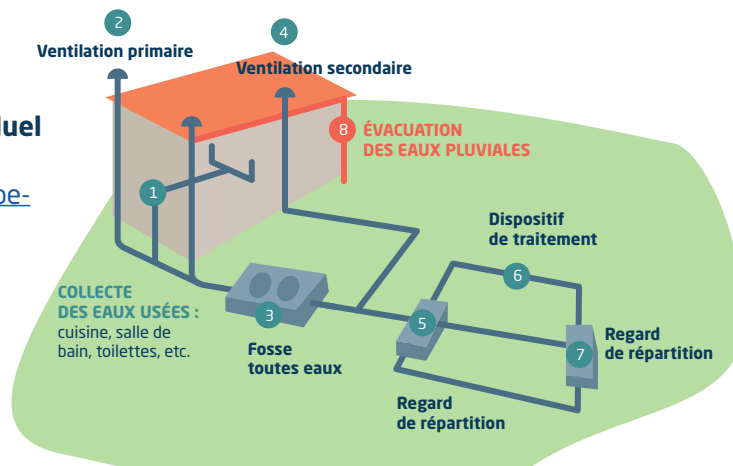 2
Ventilation primaire
4
Ventilation secondaire
8
ÉVACUATION
DES EAUX PLUVIALES
1
COLLECTE
DES EAUX USÉES :
cuisine, salle de
bain, toilettes, etc.
3
Fosse
toutes eaux
Dispositif
de traitement
6
5
Regard
de répartition
7
Regard
de répartition